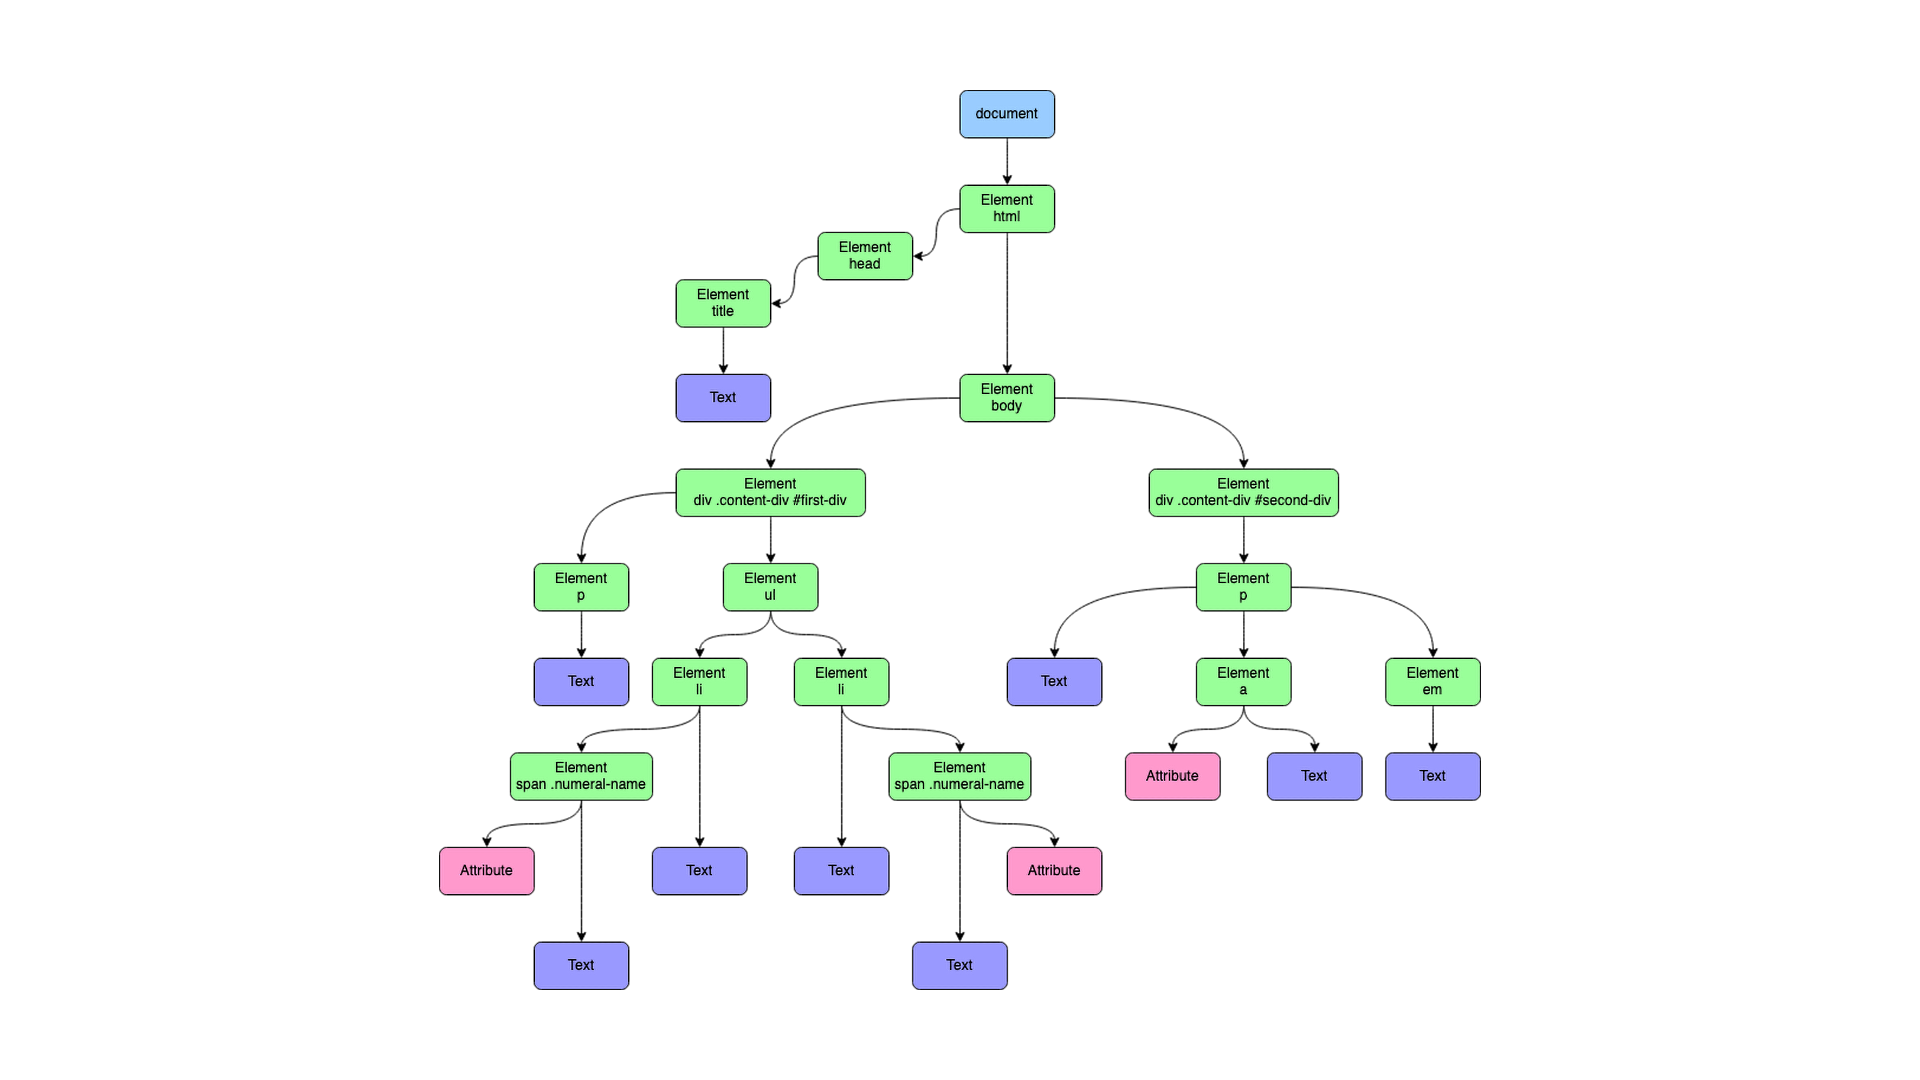 document
Element
html
Element
head
Element
title
Text
Element
body
Element
div .content-div #first-div
Element
div .content-div #second-div
Element
p
Element
ul
Element
p
Text
Element
li
Element
li
Text
Element
a
Element
em
Element
span .numeral-name
Element
span .numeral-name
Attribute
Text
Text
Attribute
Text
Text
Attribute
Text
Text